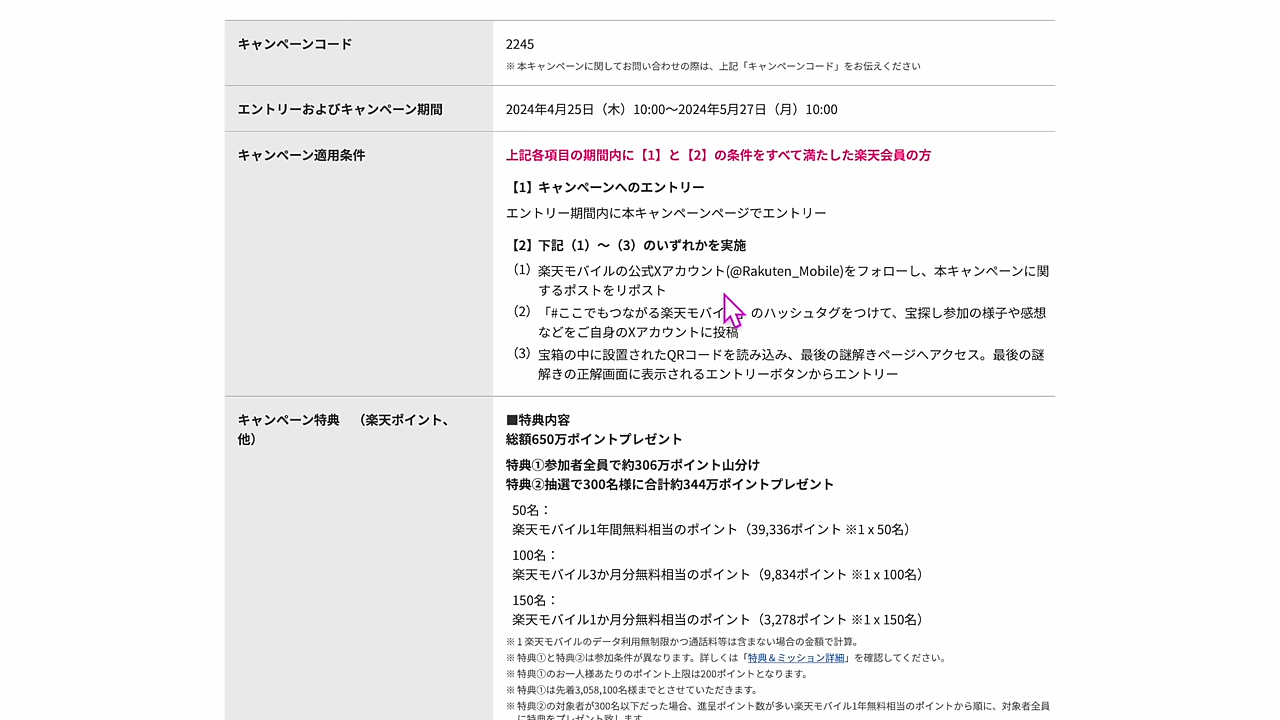 キャンペーンコード
2245
※ 本キャンペーンに関してお問い合わせの際は、上記「キャンペーンコード」をお伝えください
エントリーおよびキャンペーン期間
2024年4月25日（木）10:00～2024年5月27日（月）10:00
キャンペーン適用条件
上記各項目の期間内に【1】と【2】の条件をすべて満たした楽天会員の方
【1】キャンペーンへのエントリー
エントリー期間内に本キャンペーンページでエントリー
【2】下記（1）～（3）のいずれかを実施
（1） 楽天モバイルの公式Xアカウント(@Rakuten_Mobile)をフォローし、本キャンペーンに関
するポストをリポスト
（2） 「#ここでもつながる楽天モバイ のハッシュタグをつけて、宝探し参加の様子や感想
などをご自身のXアカウントに投稿
（3） 宝箱の中に設置されたQRコードを読み込み、最後の謎解きページへアクセス。最後の謎
解きの正解画面に表示されるエントリーボタンからエントリー
キャンペーン特典 （楽天ポイント、
他）
■特典内容
総額650万ポイントプレゼント
特典①参加者全員で約306万ポイント山分け
特典②抽選で300名様に合計約344万ポイントプレゼント
50名：
楽天モバイル1年間無料相当のポイント（39,336ポイント ※1 x 50名）
100名：
楽天モバイル3か月分無料相当のポイント（9,834ポイント ※1 x 100名）
150名：
楽天モバイル1か月分無料相当のポイント（3,278ポイント ※1 x 150名）
※ 1 楽天モバイルのデータ利用無制限かつ通話料等は含まない場合の金額で計算。
※ 特典①と特典②は参加条件が異なります。詳しくは「特典＆ミッション詳細」を確認してください。
※ 特典①のお一人様あたりのポイント上限は200ポイントとなります。
※ 特典①は先着3,058,100名様までとさせていただきます。
※ 特典②の対象者が300名以下だった場合、進呈ポイント数が多い楽天モバイル1年無料相当のポイントから順に、対象者全員
に特典をプレゼント致します。